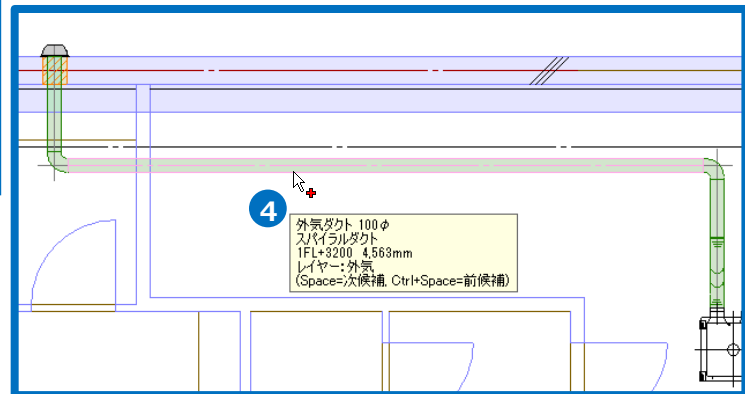 4
外気ダクト 100φ
スパイラルダクト
1FL+3200 4,563mm
レイヤー:外気
(Space=次候補, Ctrl+Space=前候補)